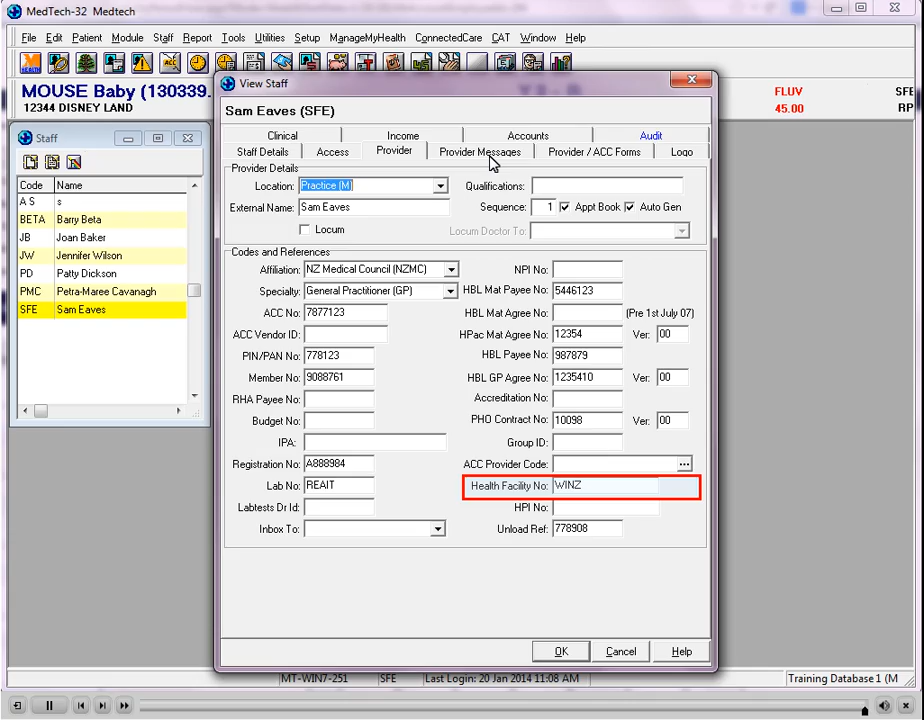 MedTech-32 Medtech
File Edit Patient Module Staff Report Tools Utilities Setup ManageMyHealth ConnectedCare CAT Window Help
MOUSE Baby (130339.
12344 DISNEY LAND
FLUV
45.00
SFE
RP
Staff
Code Name
A S s
BETA Barry Beta
JB Joan Baker
JW Jennifer Wilson
PD Patty Dickson
PMC Petra-Maree Cavanagh
SFE Sam Eaves
View Staff
Sam Eaves (SFE)
Clinical Income Accounts Audit
Staff Details Access Provider Provider Messages Provider / ACC Forms Logo
Provider Details
Location: Practice (M) Qualifications:
External Name: Sam Eaves Sequence: 1 Appt Book Auto Gen
Locum Locum Doctor To:
Codes and References
Affiliation: NZ Medical Council (NZMC) NPI No:
Specialty: General Practitioner (GP) HBL Mat Payee No: 5446123
ACC No: 7877123 HBL Mat Agree No: (Pre 1st July 07)
ACC Vendor ID: HPac Mat Agree No: 12354 Ver: 00
PIN/PAN No: 778123 HBL Payee No: 987879
Member No: 9088761 HBL GP Agree No: 1235410 Ver: 00
RHA Payee No: Accreditation No:
Budget No: PHO Contract No: 10098 Ver: 00
IPA: Group ID:
Registration No: A888984 ACC Provider Code: ...
Lab No: REAIT Health Facility No: WINZ
Labtests Dr Id: HPI No:
Inbox To: Unload Ref: 778908
OK Cancel Help
MT-WIN7-251 SFE Last Login: 20 Jan 2014 11:08 AM Training Database 1 (M